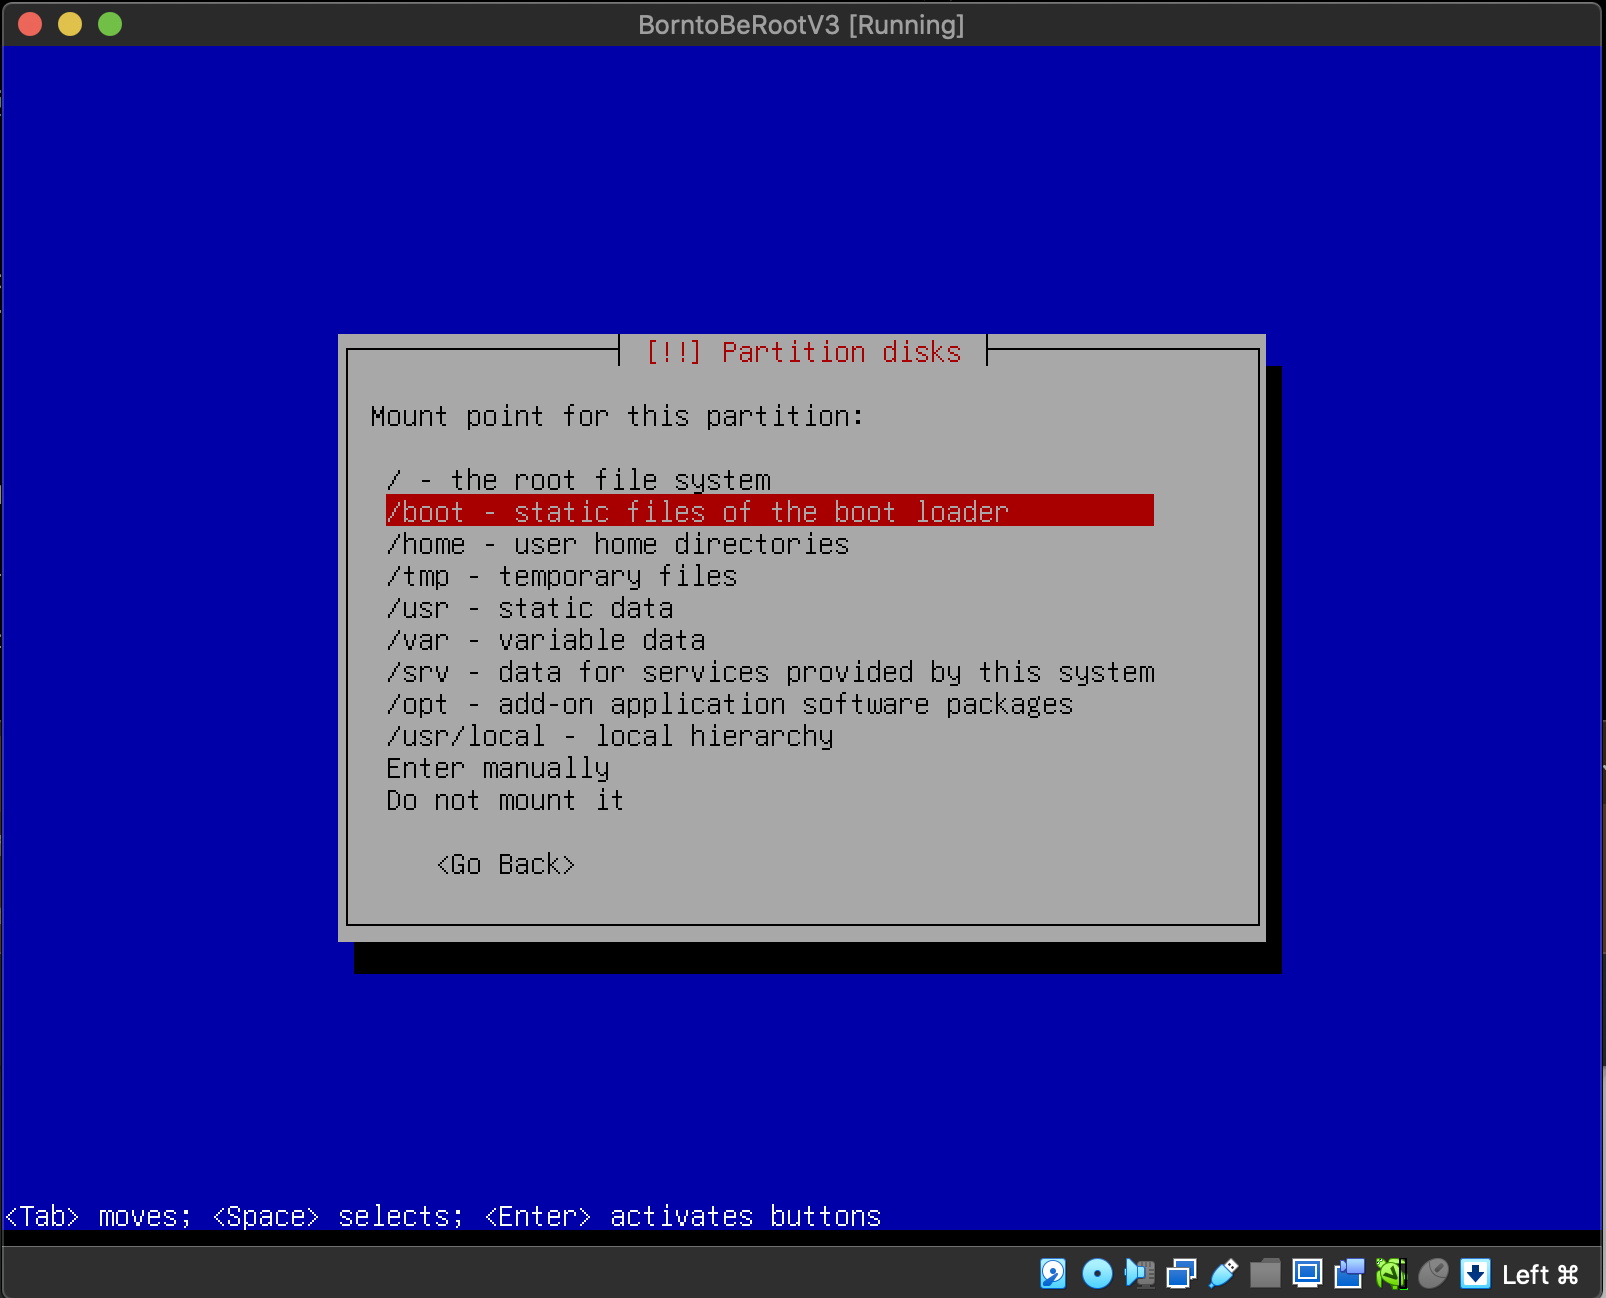 BorntoBeRootV3 [Running]
[!!] Partition disks
Mount point for this partition:
/ - the root file system
/boot - static files of the boot loader
/home - user home directories
/tmp - temporary files
/usr - static data
/var - variable data
/srv - data for services provided by this system
/opt - add-on application software packages
/usr/local - local hierarchy
Enter manually
Do not mount it
<Go Back>
<Tab> moves; <Space> selects; <Enter> activates buttons
Left ⌘